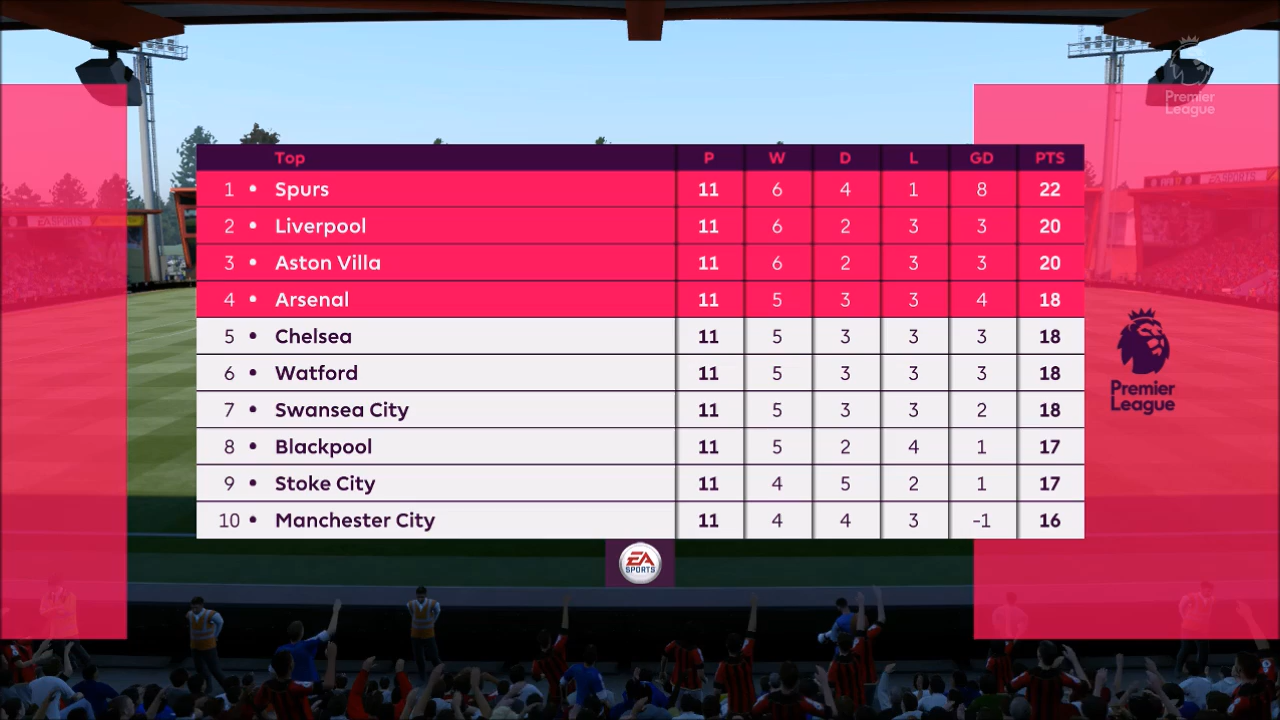 Premier
League
Top P W D L GD PTS
1 • Spurs 11 6 4 1 8 22
2 • Liverpool 11 6 2 3 3 20
3 • Aston Villa 11 6 2 3 3 20
4 • Arsenal 11 5 3 3 4 18
5 • Chelsea 11 5 3 3 3 18
6 • Watford 11 5 3 3 3 18
7 • Swansea City 11 5 3 3 2 18
8 • Blackpool 11 5 2 4 1 17
9 • Stoke City 11 4 5 2 1 17
10 • Manchester City 11 4 4 3 -1 16
Premier
League
EA
SPORTS
EA SPORTS
EA SPORTS